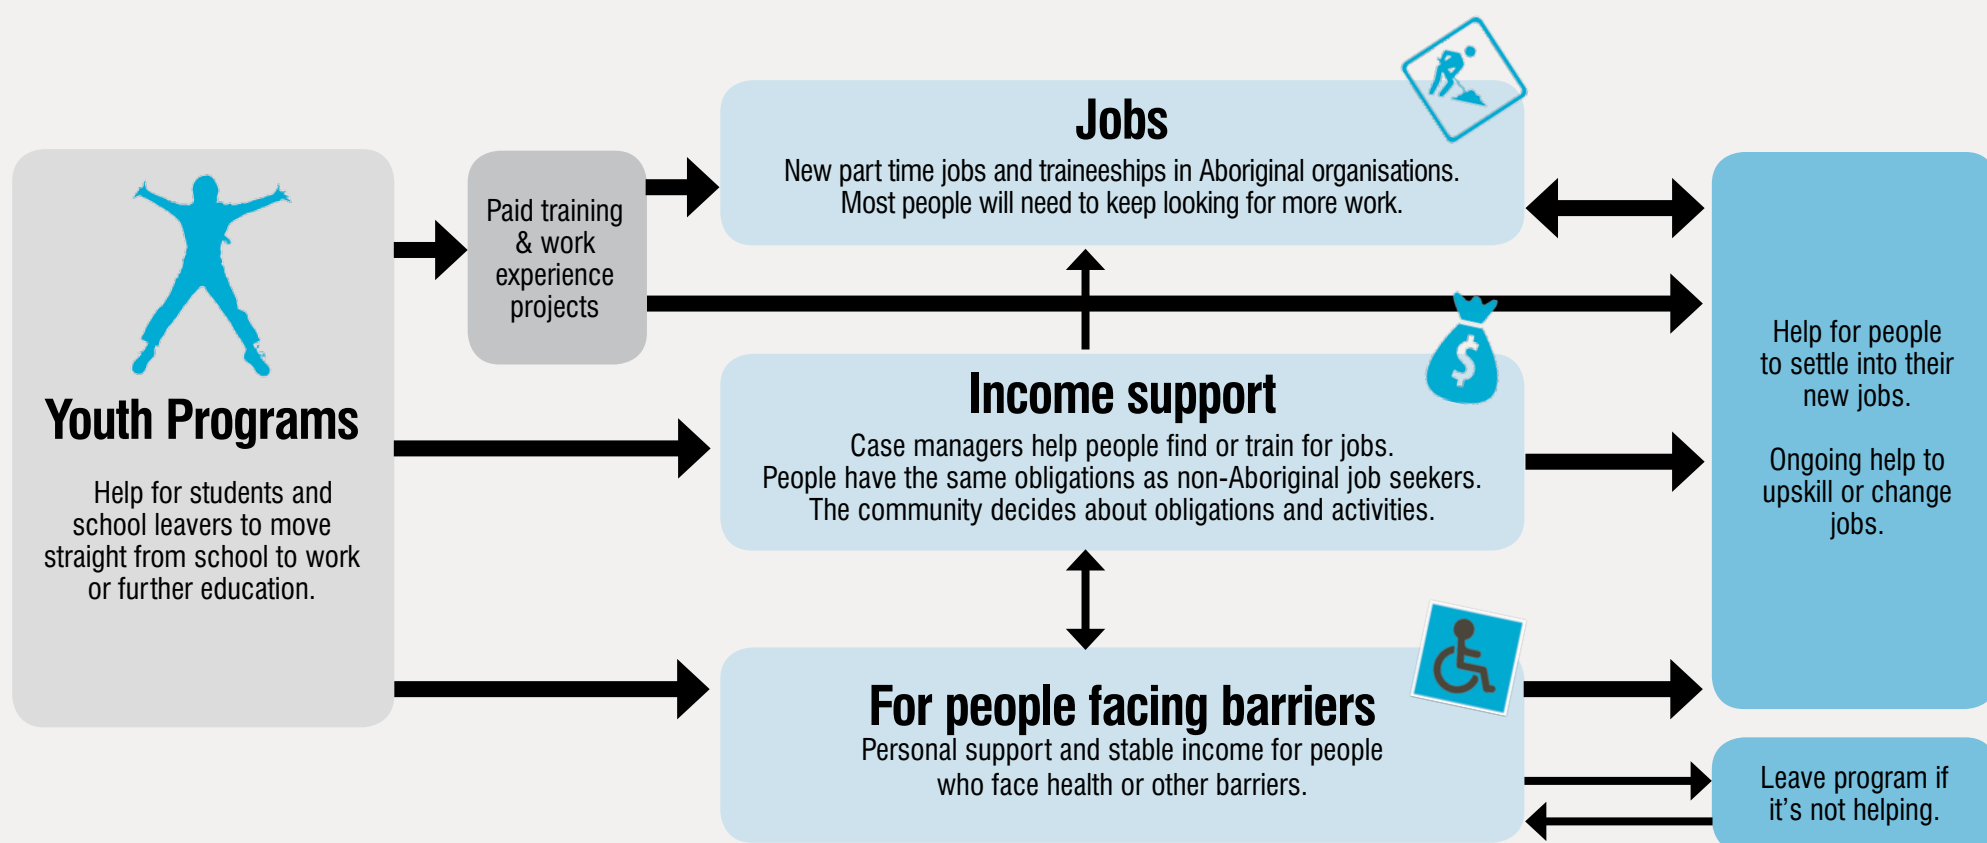 Youth Programs
Help for students and
school leavers to move
straight from school to work
or further education.
Paid training
& work
experience
projects
Jobs
New part time jobs and traineeships in Aboriginal organisations.
Most people will need to keep looking for more work.
$
Income support
Case managers help people find or train for jobs.
People have the same obligations as non-Aboriginal job seekers.
The community decides about obligations and activities.
For people facing barriers
Personal support and stable income for people
who face health or other barriers.
Help for people
to settle into their
new jobs.
Ongoing help to
upskill or change
jobs.
Leave program if
it's not helping.